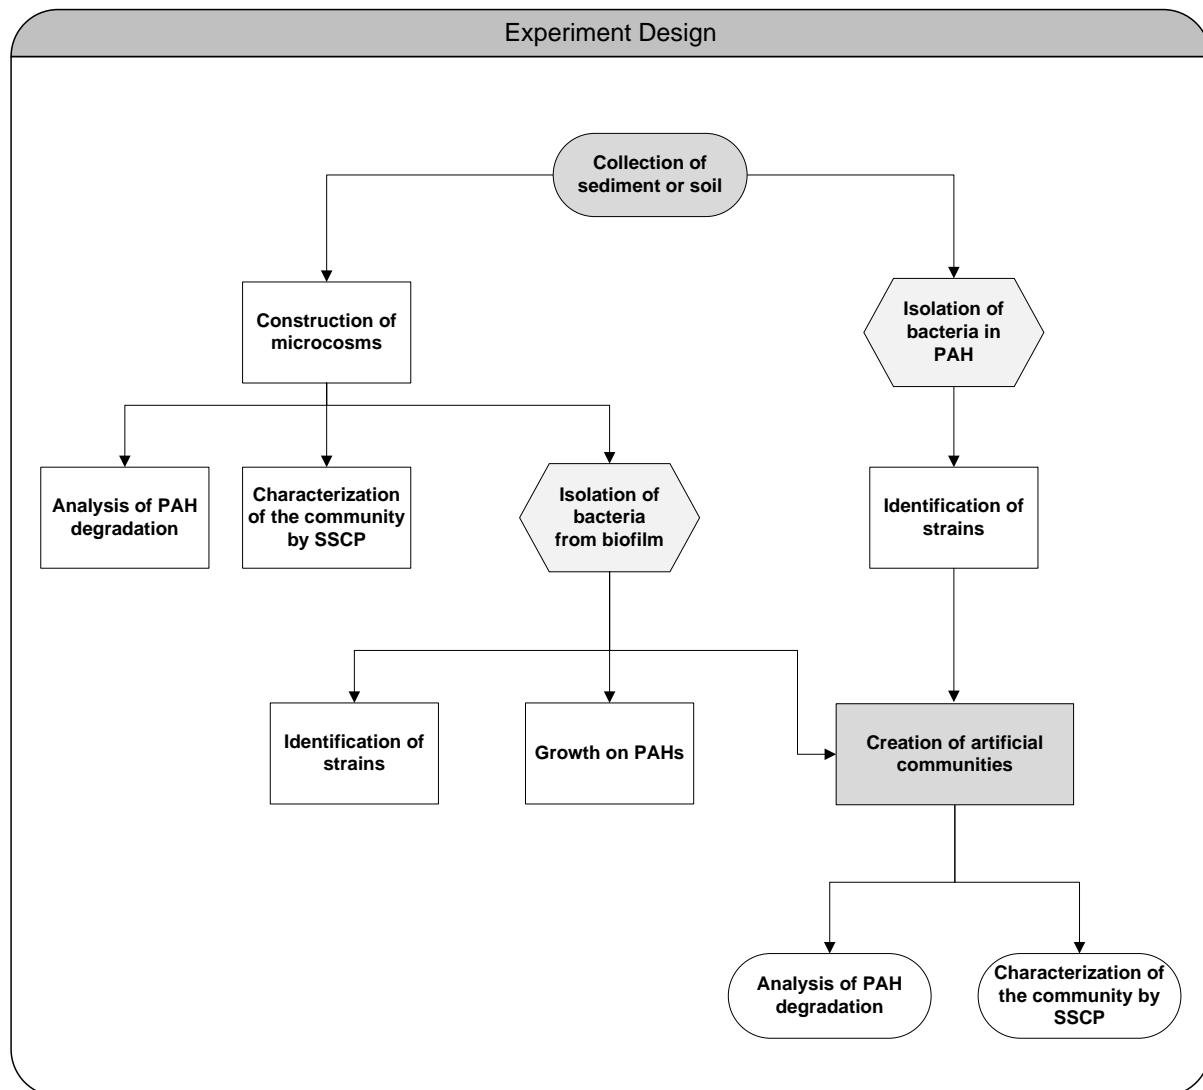 Experiment Design
Collection of
sediment or soil
Construction of
microcosms
Isolation of
bacteria in
PAH
Analysis of PAH
degradation
Characterization
of the community
by SSCP
Isolation of
bacteria
from biofilm
Identification of
strains
Identification of
strains
Growth on PAHs
Creation of artificial
communities
Analysis of PAH
degradation
Characterization of
the community by
SSCP